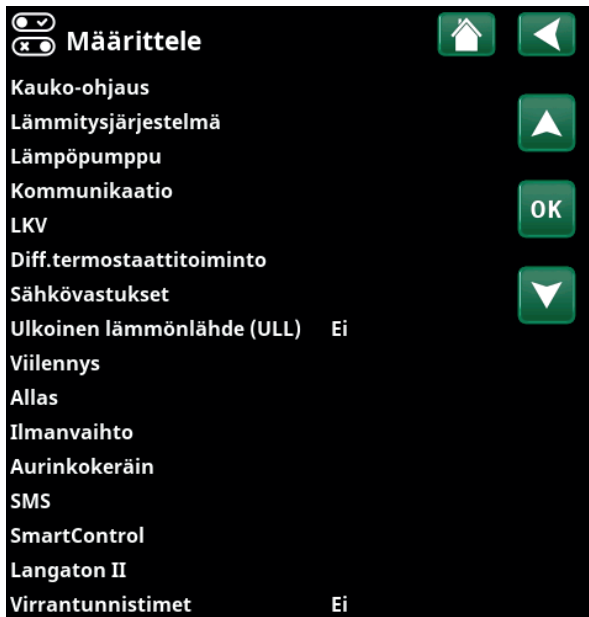 Määrittele
Kauko-ohjaus
Lämmitysjärjestelmä
Lämpöpumppu
Kommunikaatio
OK
LKV
Diff.termostaattitoiminto
Sähkövastukset
Ulkoinen lämmönlähde (ULL) Ei
Viilennys
Allas
Ilmanvaihto
Aurinkokeräin
SMS
SmartControl
Langaton II
Virrantunnistimet Ei